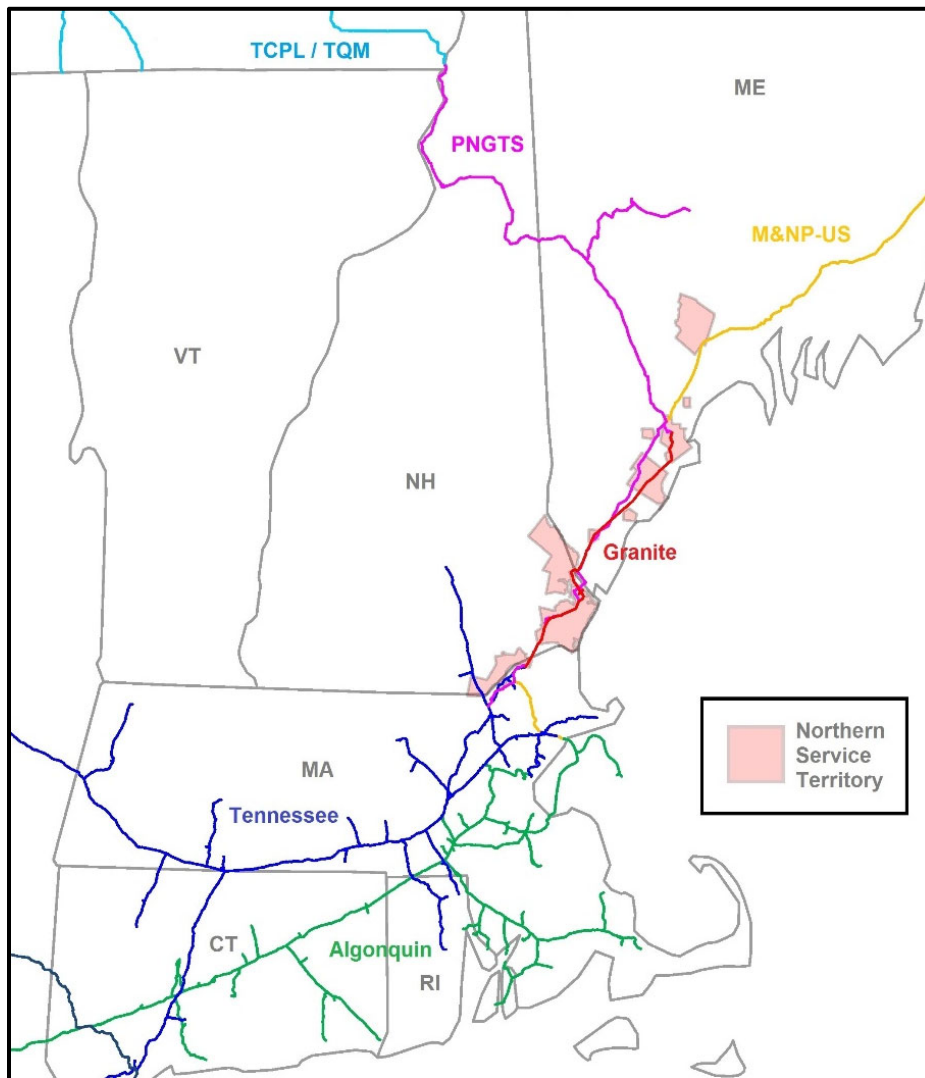 TCPL / TQM
ME
PNGTS
M&NP-US
VT
NH
Granite
Northern
Service
Territory
MA
Tennessee
CT
Algonquin
RI